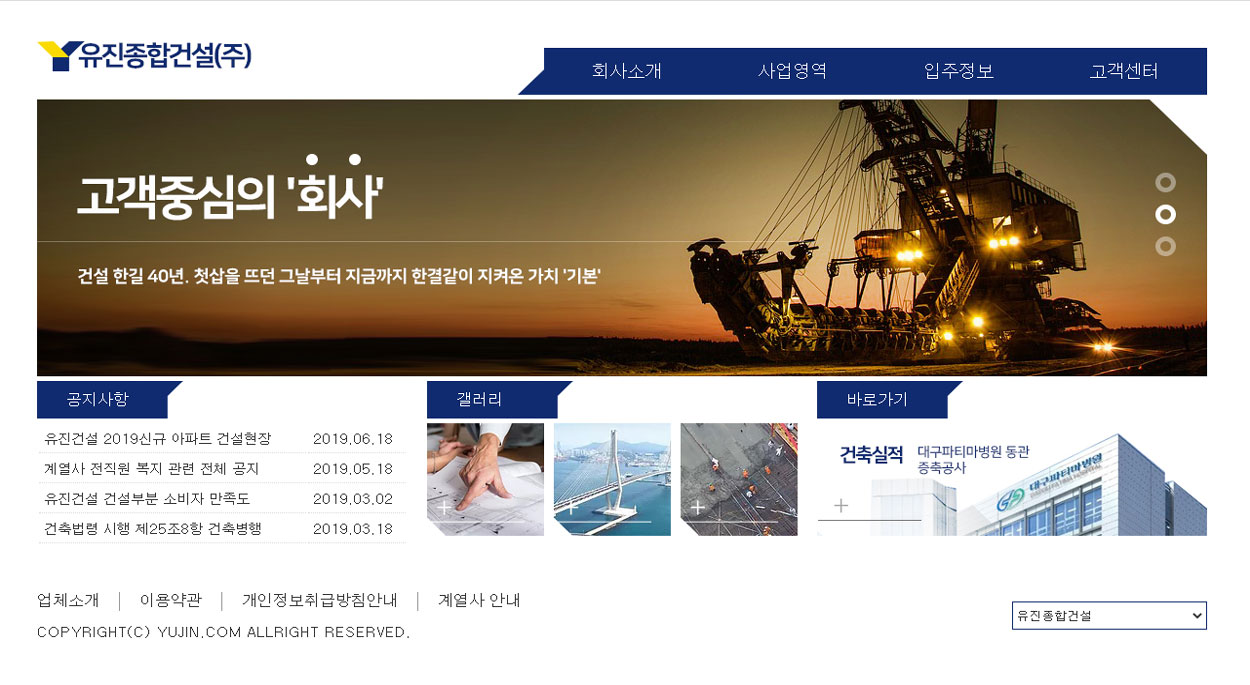 유진종합건설(주)
회사소개 사업영역 입주정보 고객센터
고객중심의 '회사'
건설 한길 40년. 첫삽을 뜨던 그날부터 지금까지 한결같이 지켜온 가치 '기본'
공지사항
유진건설 2019신규 아파트 건설현장 2019.06.18
계열사 전직원 복지 관련 전체 공지 2019.05.18
유진건설 건설부분 소비자 만족도 2019.03.02
건축법령 시행 제25조8항 건축병행 2019.03.18
갤러리
바로가기
건축실적 대구파티마병원 동관
증축공사
대구파티마병원
업체소개 이용약관 개인정보취급방침안내 계열사 안내
COPYRIGHT(C) YUJIN.COM ALLRIGHT RESERVED.
유진종합건설